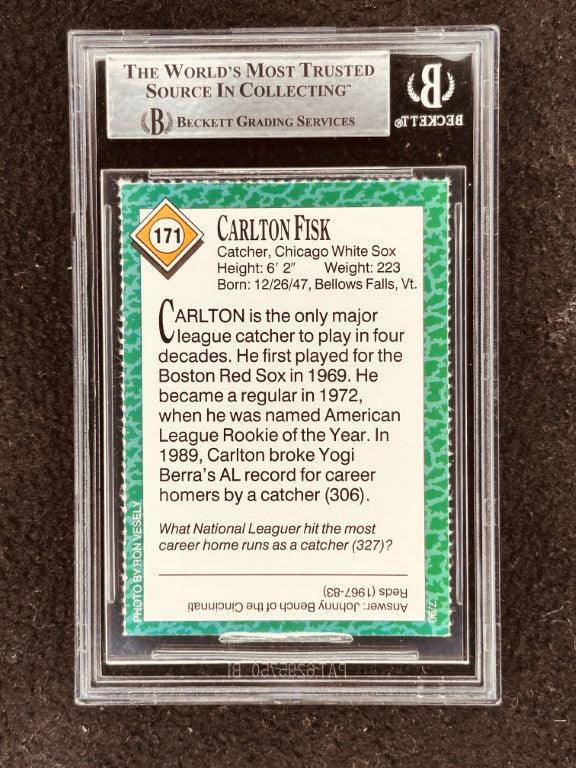 THE WORLD'S MOST TRUSTED
SOURCE IN COLLECTING™
B BECKETT GRADING SERVICES
B
BECKETT®
171
CARLTON FISK
Catcher, Chicago White Sox
Height: 6' 2" Weight: 223
Born: 12/26/47, Bellows Falls, Vt.
CARLTON is the only major
league catcher to play in four
decades. He first played for the
Boston Red Sox in 1969. He
became a regular in 1972,
when he was named American
League Rookie of the Year. In
1989, Carlton broke Yogi
Berra's AL record for career
homers by a catcher (306).
What National Leaguer hit the most
career home runs as a catcher (327)?
Answer: Johnny Bench of the Cincinnati
Reds (1967-83)
PHOTO BY RON VESELY
7/90